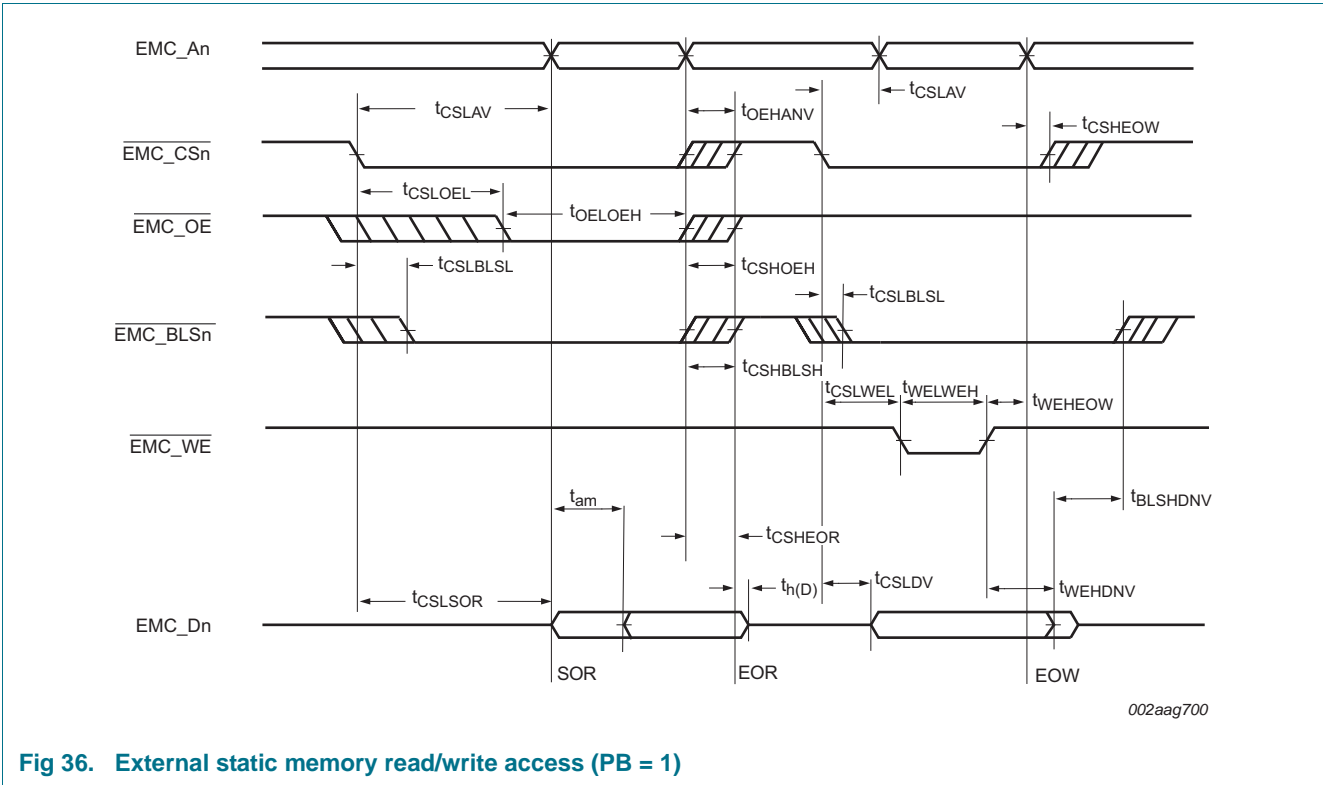 EMC_An
tCSLAV
tCSLAV
tOEHANV
tCSHEOW
EMC_CSn
tCSLOEL
tOELOEH
EMC_OE
tCSLBLSL
tCSHOEH
tCSLBLSL
EMC_BLSn
tCSHBLSH
tCSLWEL
tWELWEH
tWEHEOW
EMC_WE
tam
tBLSHDNV
tCSHEOR
tCSLSOR
th(D)
tCSLDV
tWEHDNV
EMC_Dn
SOR
EOR
EOW
002aag700
Fig 36. External static memory read/write access (PB = 1)